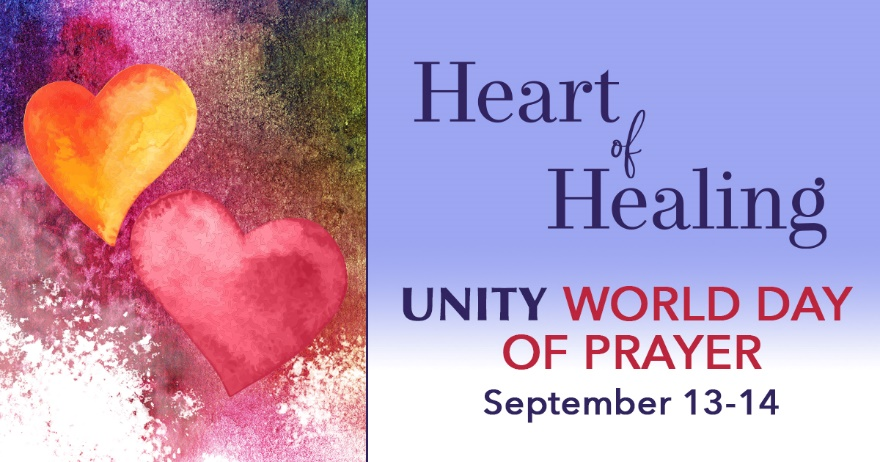 Heart
of
Healing
UNITY WORLD DAY
OF PRAYER
September 13-14